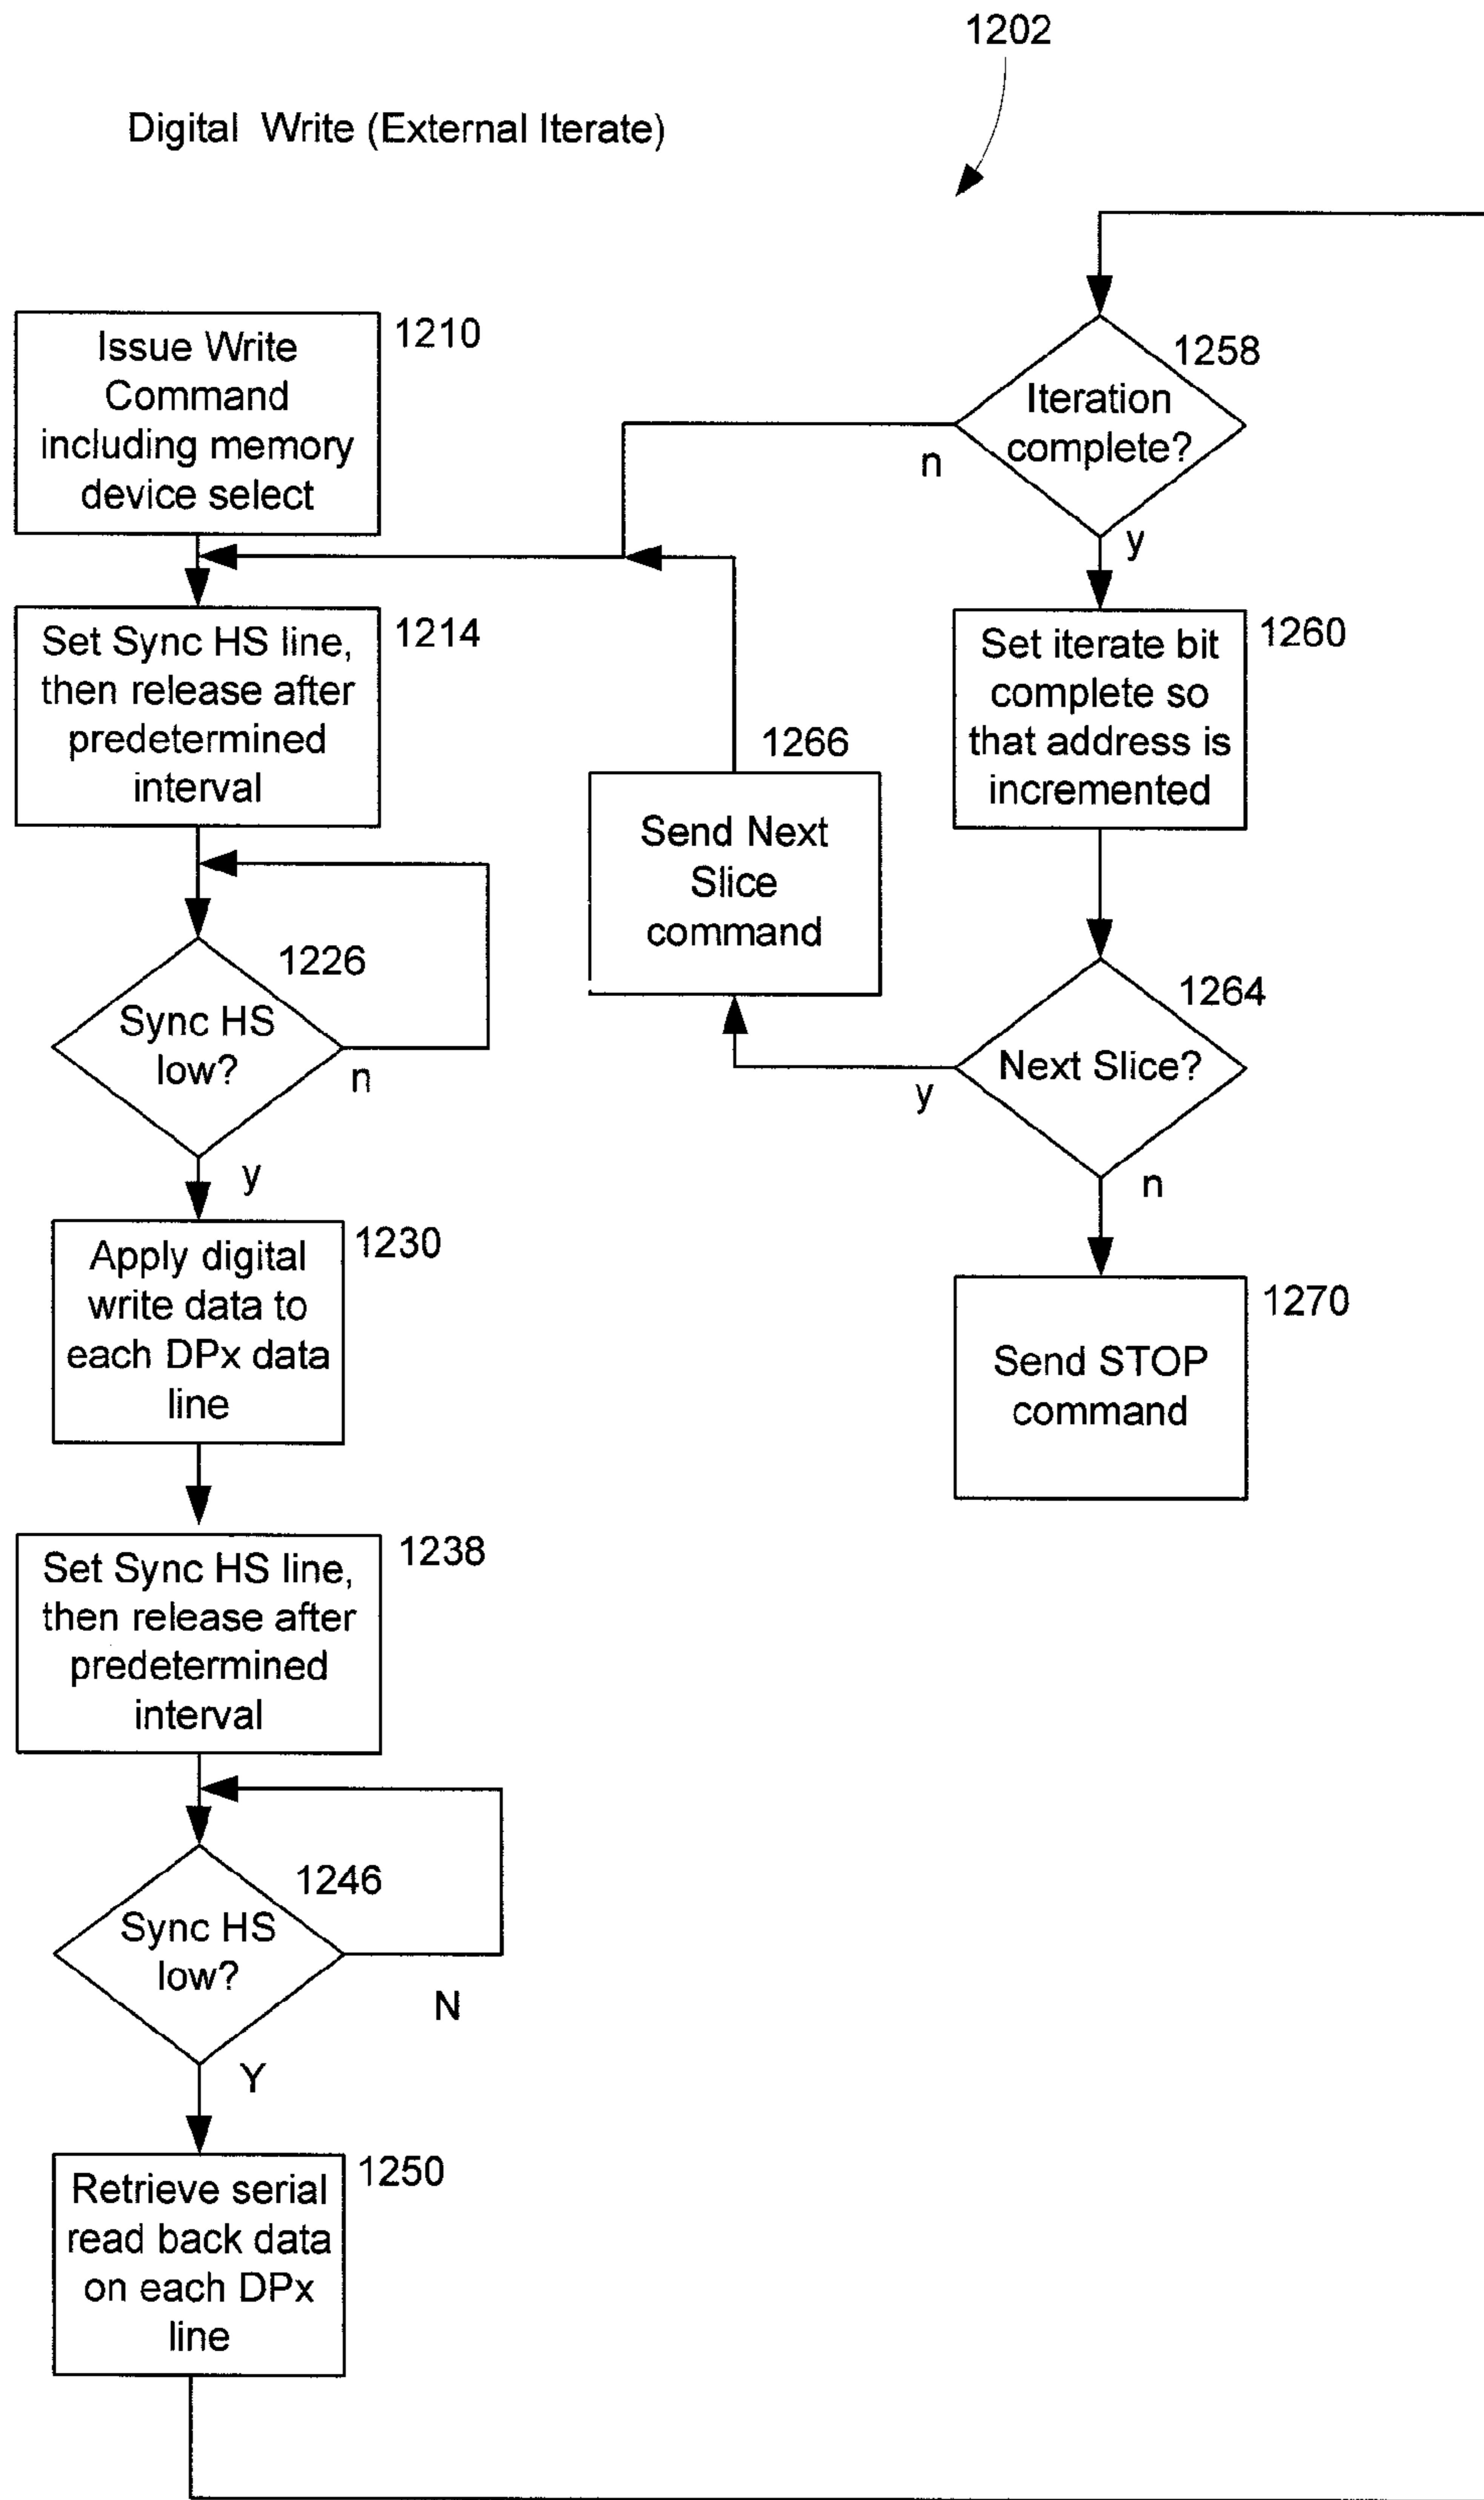 1202
Digital Write (External Iterate)
Issue Write
Command
including memory
device select
1210
Set Sync HS line,
then release after
predetermined
interval
1214
1226
Sync HS
low?
n
y
Apply digital
write data to
each DPx data
line
1230
Set Sync HS line,
then release after
predetermined
interval
1238
1246
Sync HS
low?
N
Y
Retrieve serial
read back data
on each DPx
line
1250
1258
Iteration
complete?
n
y
Set iterate bit
complete so
that address is
incremented
1260
1264
Next Slice?
y
n
1266
Send Next
Slice
command
Send STOP
command
1270